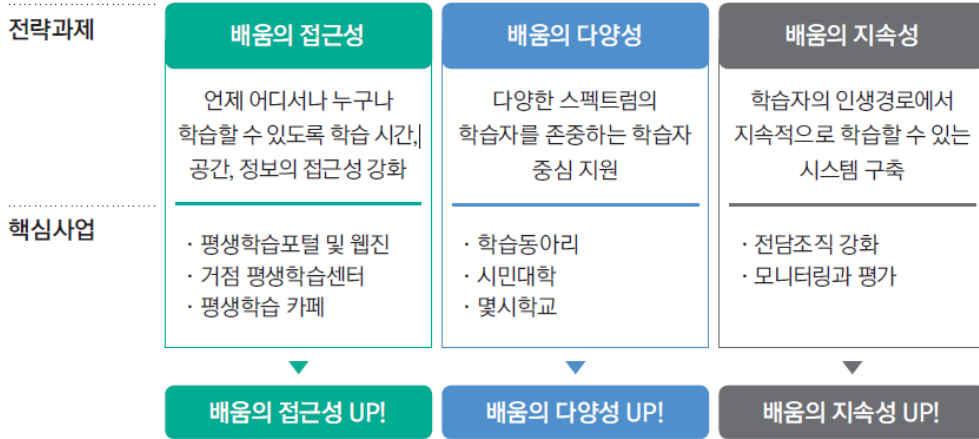 전략과제
배움의 접근성
언제 어디서나 누구나
학습할 수 있도록 학습 시간,
공간, 정보의 접근성 강화
배움의 다양성
다양한 스펙트럼의
학습자를 존중하는 학습자
중심 지원
배움의 지속성
학습자의 인생경로에서
지속적으로 학습할 수 있는
시스템 구축
핵심사업
· 평생학습포털 및 웹진
· 거점 평생학습센터
· 평생학습 카페
· 학습동아리
· 시민대학
· 몇시학교
· 전담조직 강화
· 모니터링과 평가
배움의 접근성 UP!
배움의 다양성 UP!
배움의 지속성 UP!